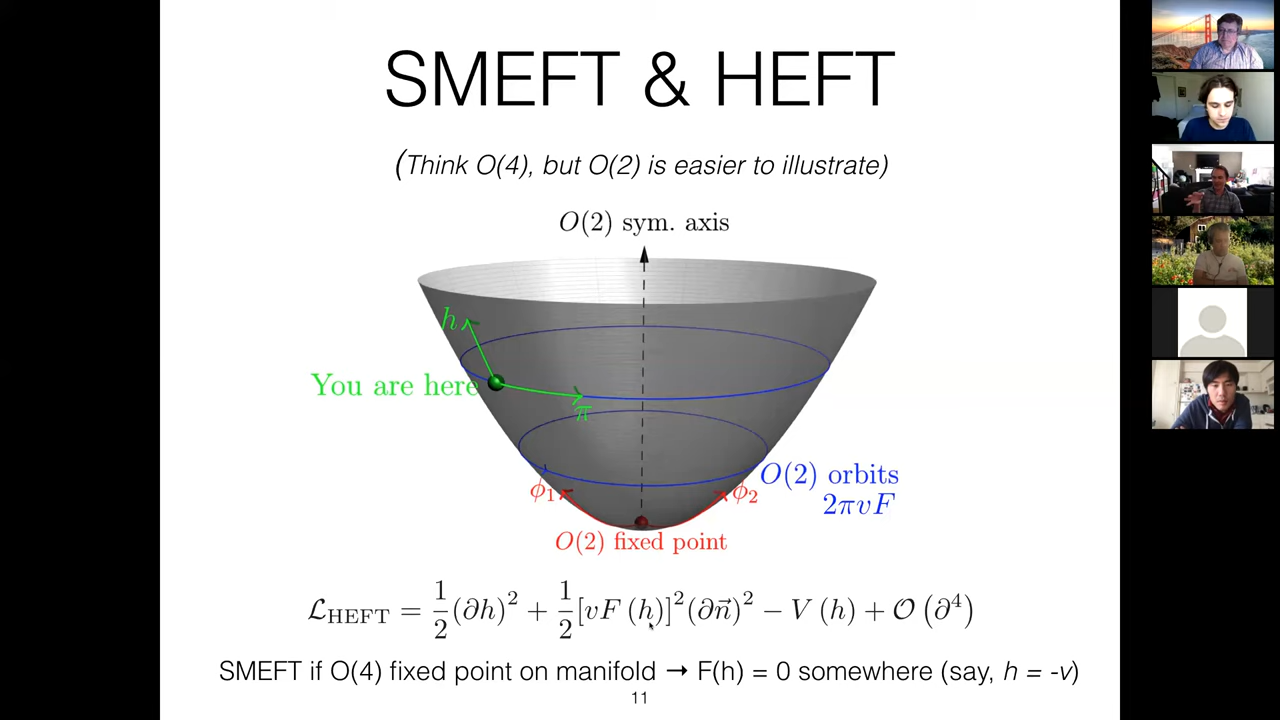 SMEFT & HEFT
(Think O(4), but O(2) is easier to illustrate)
O(2) sym. axis
h
You are here
π
ϕ₁
ϕ₂
O(2) orbits
2πvF
O(2) fixed point
ℒ_HEFT = 1/2 (∂h)² + 1/2 [vF (h)]² (∂n⃗)² − V (h) + 𝒪 (∂⁴)
SMEFT if O(4) fixed point on manifold → F(h) = 0 somewhere (say, h = -v)
11